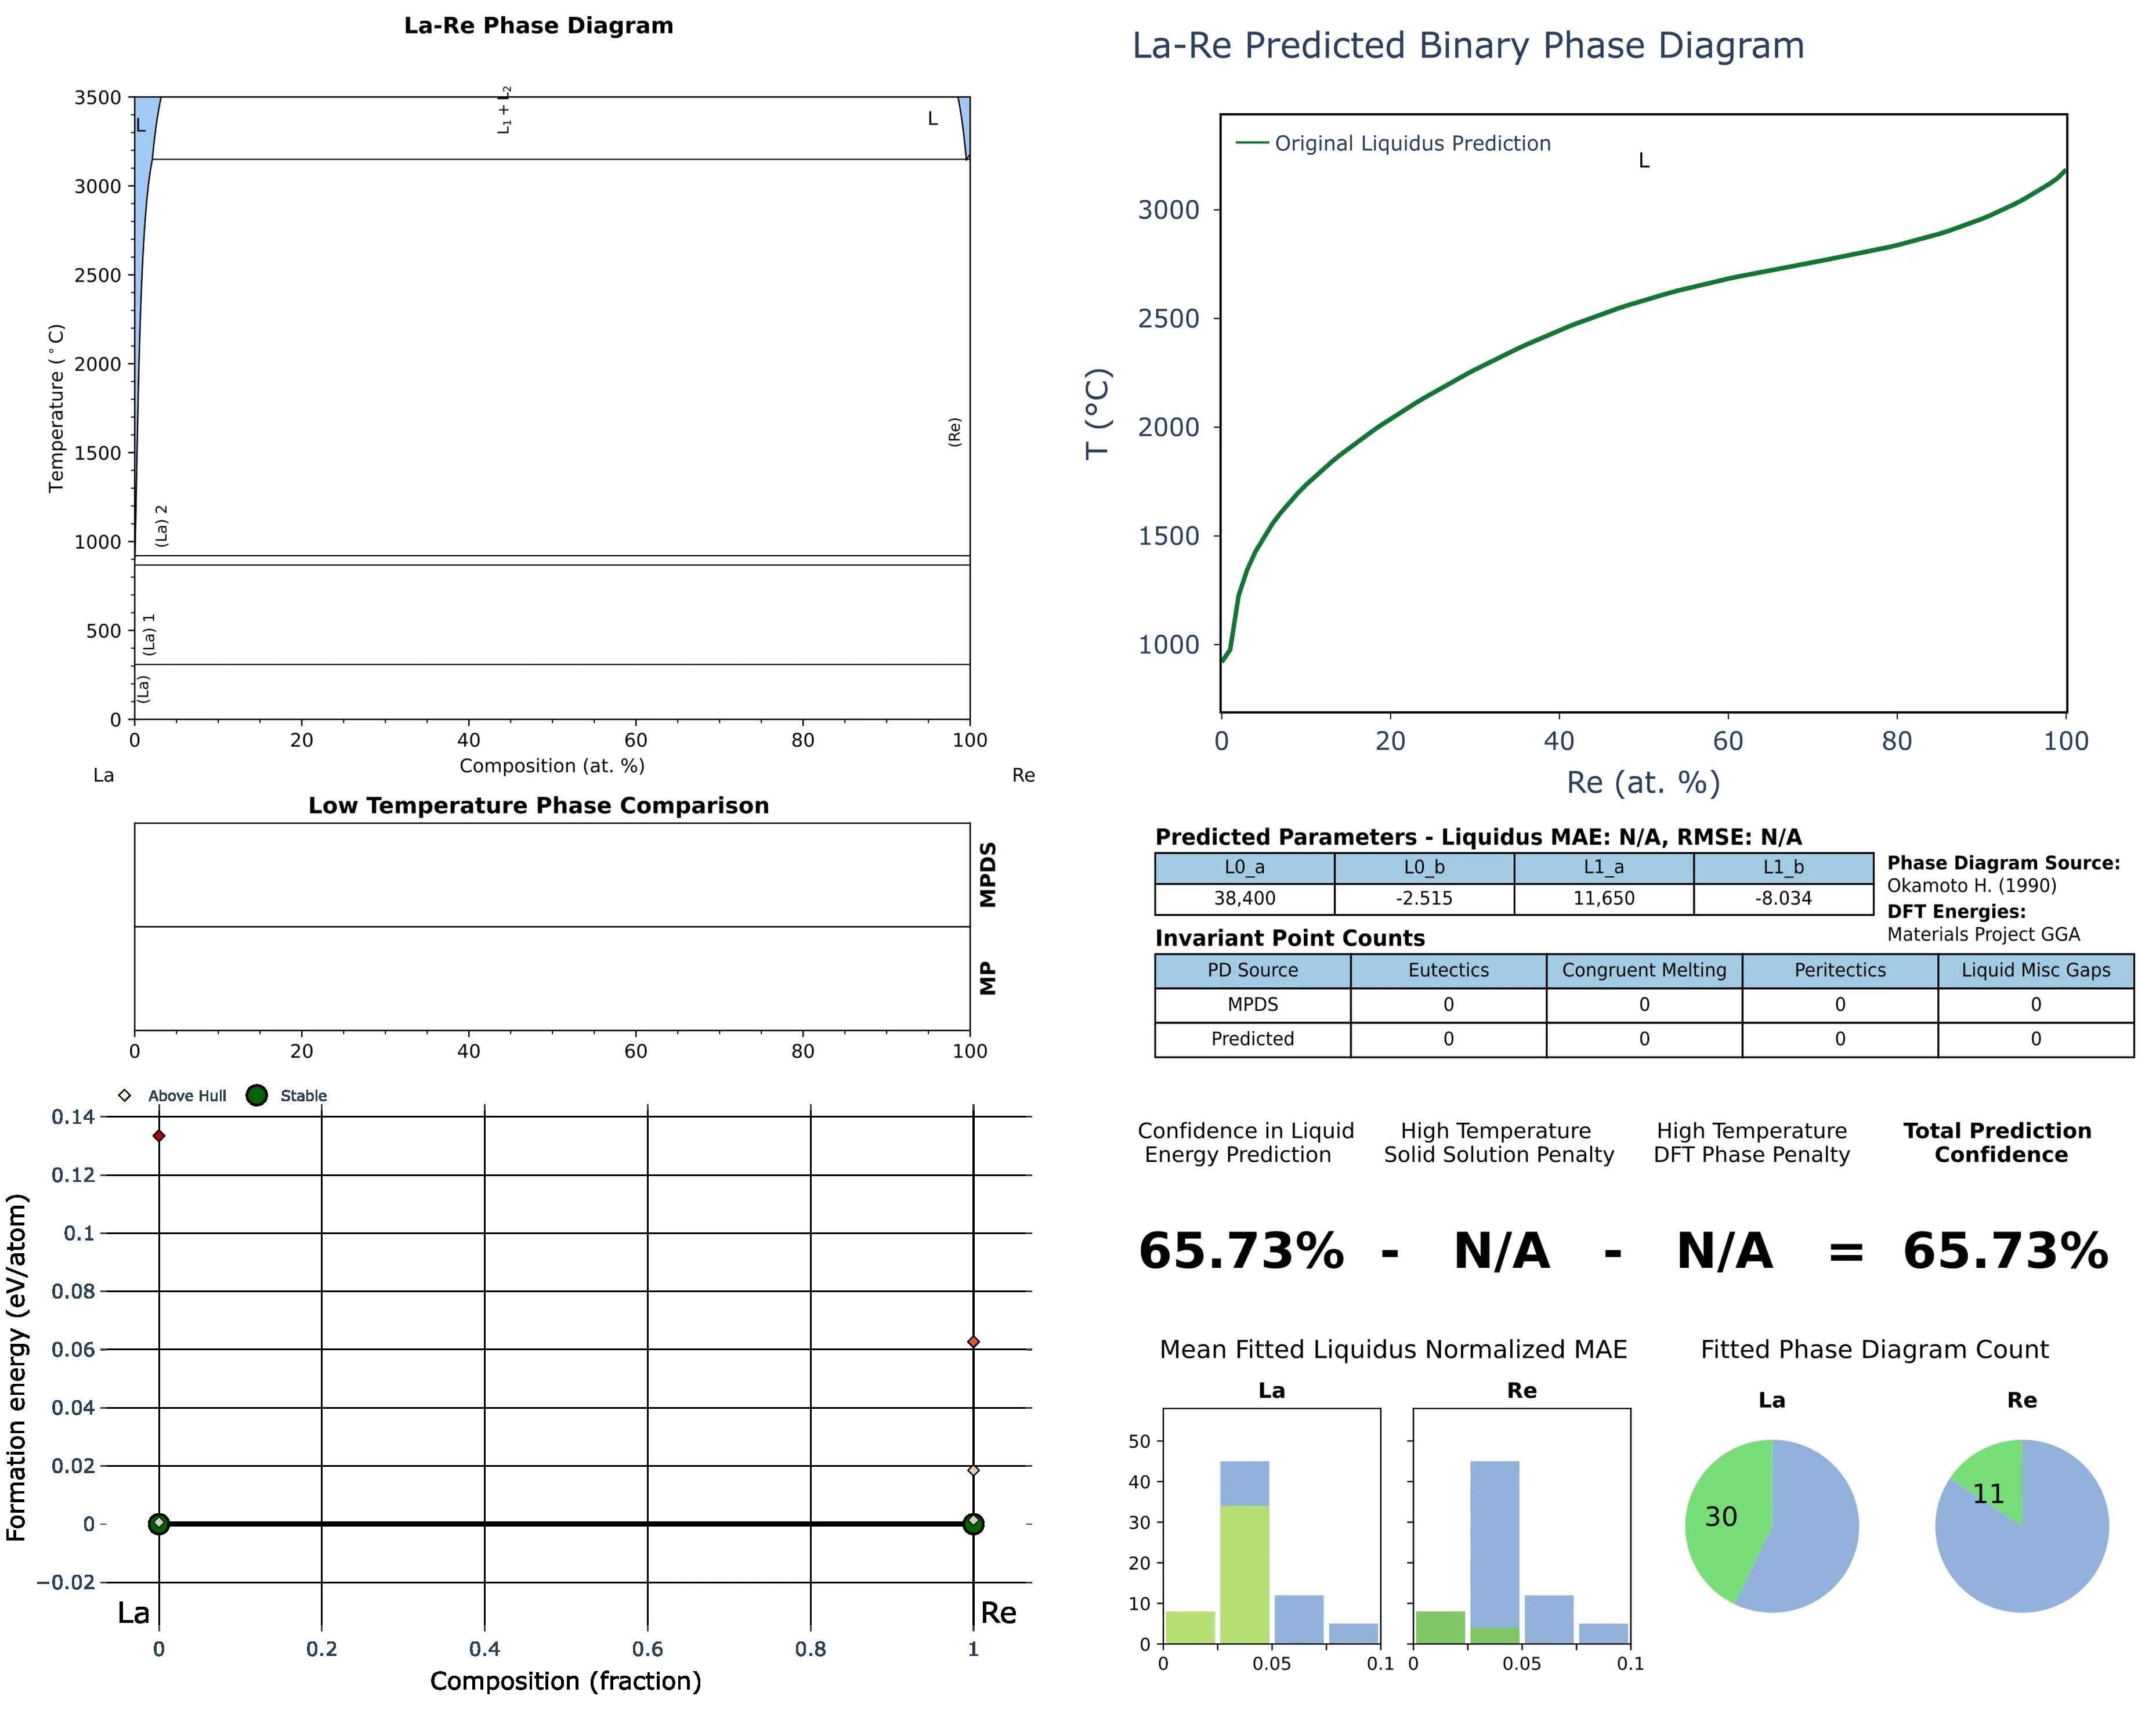 La-Re Phase Diagram
3500
3000
2500
2000
1500
1000
500
0
Temperature (°C)
L
L₁ + L₂
L
(Re)
(La) 2
(La) 1
(La)
0 20 40 60 80 100
Composition (at. %)
La Re
Low Temperature Phase Comparison
MPDS
MP
0 20 40 60 80 100
Above Hull Stable
0.14
0.12
0.1
0.08
0.06
0.04
0.02
0
−0.02
Formation energy (eV/atom)
La Re
0 0.2 0.4 0.6 0.8 1
Composition (fraction)
La-Re Predicted Binary Phase Diagram
Original Liquidus Prediction
L
3000
2500
2000
1500
1000
T (°C)
0 20 40 60 80 100
Re (at. %)
Predicted Parameters - Liquidus MAE: N/A, RMSE: N/A
L0_a L0_b L1_a L1_b
38,400 -2.515 11,650 -8.034
Phase Diagram Source:
Okamoto H. (1990)
DFT Energies:
Materials Project GGA
Invariant Point Counts
PD Source Eutectics Congruent Melting Peritectics Liquid Misc Gaps
MPDS 0 0 0 0
Predicted 0 0 0 0
Confidence in Liquid
Energy Prediction
High Temperature
Solid Solution Penalty
High Temperature
DFT Phase Penalty
Total Prediction
Confidence
65.73% - N/A - N/A = 65.73%
Mean Fitted Liquidus Normalized MAE
La Re
50
40
30
20
10
0
0 0.05 0.1 0 0.05 0.1
Fitted Phase Diagram Count
La Re
30 11